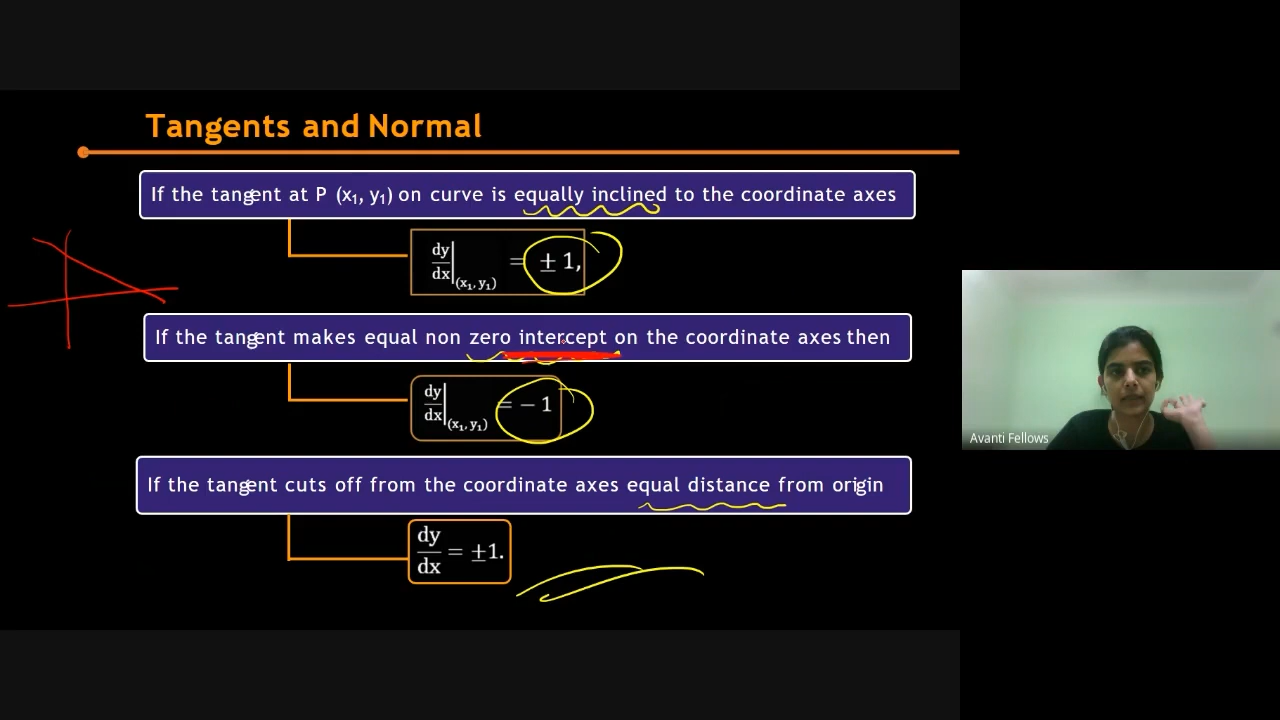 Tangents and Normal
If the tangent at P (x₁, y₁) on curve is equally inclined to the coordinate axes
dy/dx|(x₁, y₁) = ± 1,
If the tangent makes equal non zero intercept on the coordinate axes then
dy/dx|(x₁, y₁) = − 1
Avanti Fellows
If the tangent cuts off from the coordinate axes equal distance from origin
dy/dx = ±1.